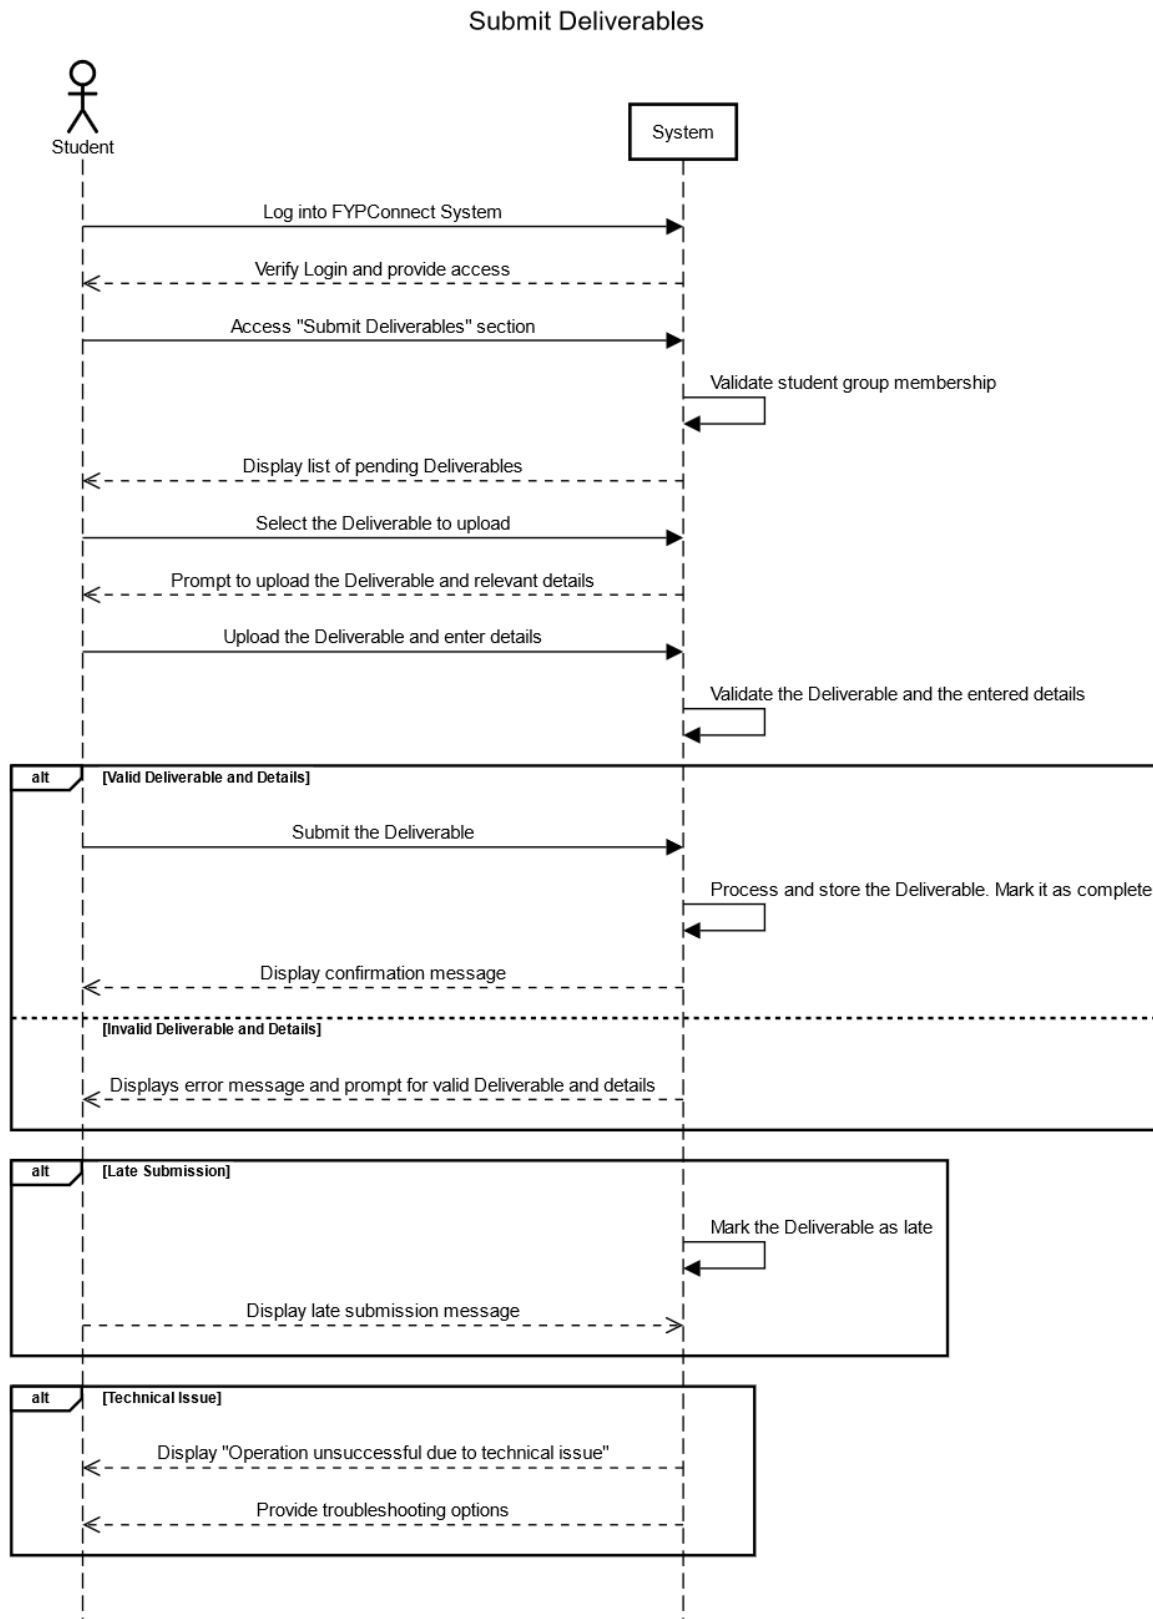 Submit Deliverables
Student
System
Log into FYPConnect System
Verify Login and provide access
Access "Submit Deliverables" section
Validate student group membership
Display list of pending Deliverables
Select the Deliverable to upload
Prompt to upload the Deliverable and relevant details
Upload the Deliverable and enter details
Validate the Deliverable and the entered details
alt [Valid Deliverable and Details]
Submit the Deliverable
Process and store the Deliverable. Mark it as complete
Display confirmation message
[Invalid Deliverable and Details]
Displays error message and prompt for valid Deliverable and details
alt [Late Submission]
Mark the Deliverable as late
Display late submission message
alt [Technical Issue]
Display "Operation unsuccessful due to technical issue"
Provide troubleshooting options